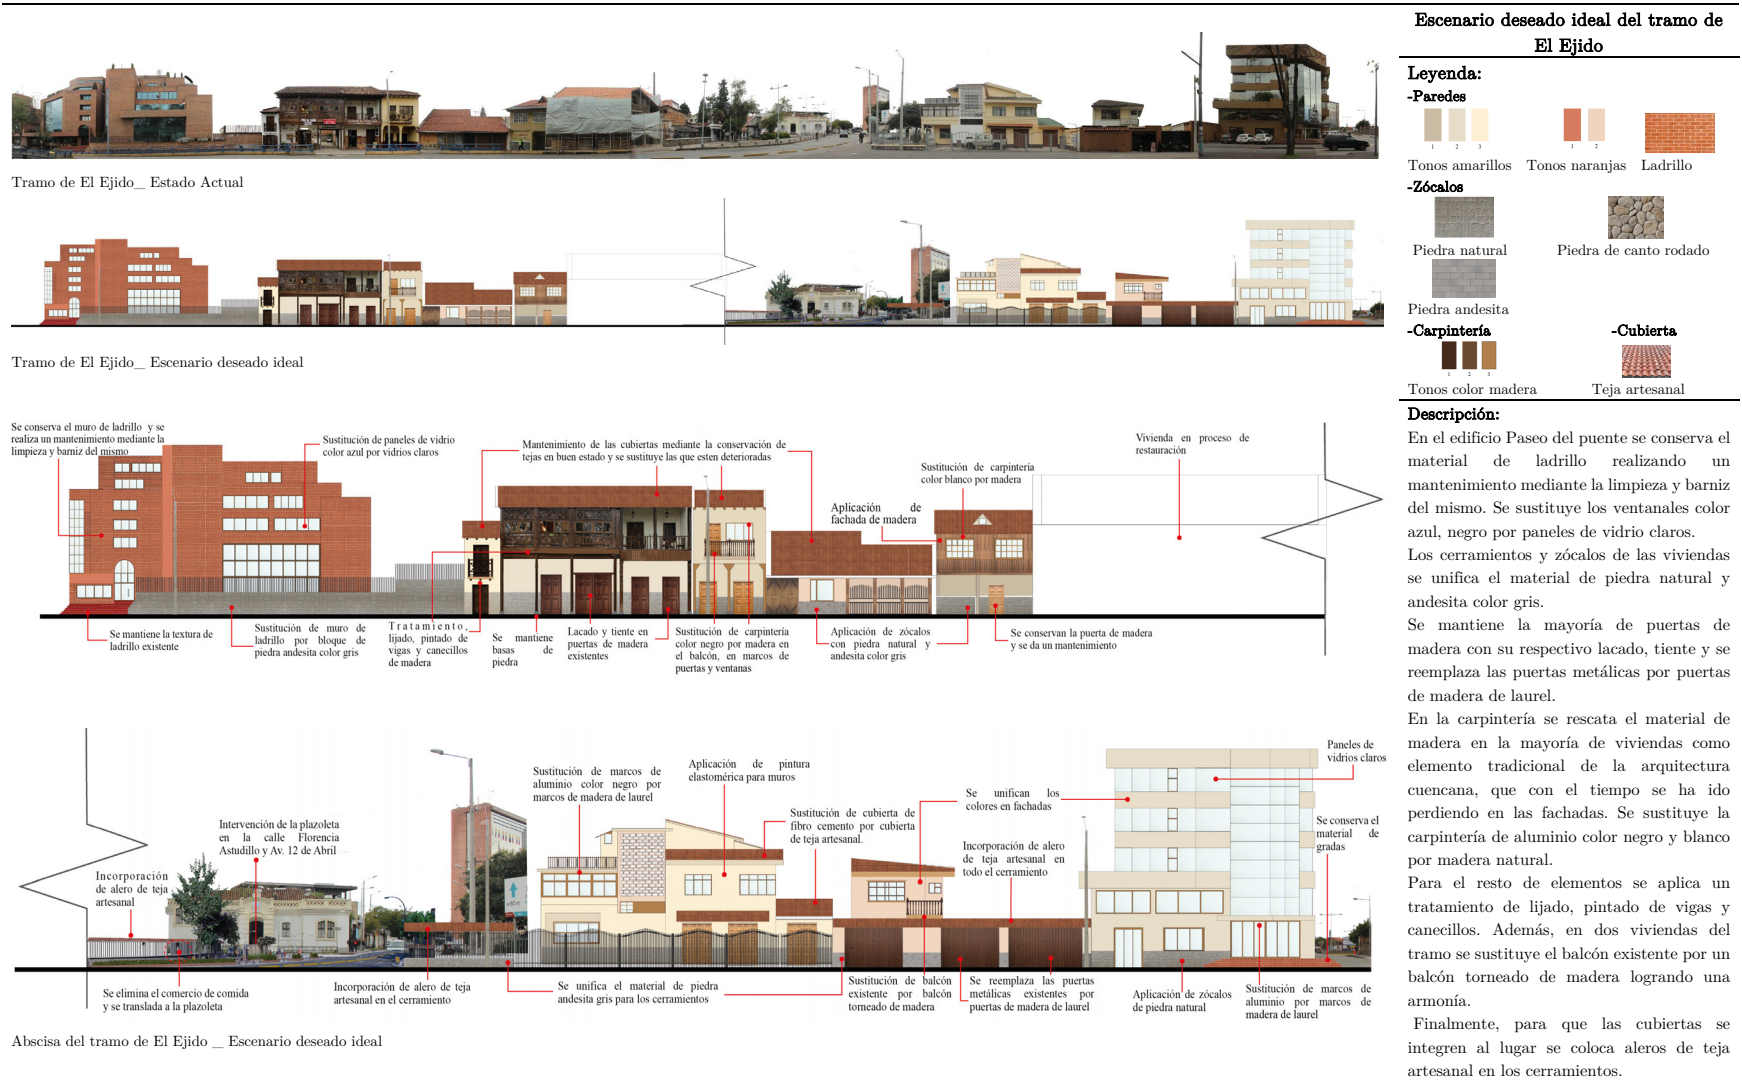 Escenario deseado ideal del tramo de
El Ejido
Leyenda:
-Paredes
1 2 3
1 2
Tonos amarillos
Tonos naranjas
Ladrillo
-Zócalos
Piedra natural
Piedra de canto rodado
Piedra andesita
-Carpintería
-Cubierta
1 2 3
Tonos color madera
Teja artesanal
Descripción:
En el edificio Paseo del puente se conserva el
material de ladrillo realizando un
mantenimiento mediante la limpieza y barniz
del mismo. Se sustituye los ventanales color
azul, negro por paneles de vidrio claros.
Los cerramientos y zócalos de las viviendas
se unifica el material de piedra natural y
andesita color gris.
Se mantiene la mayoría de puertas de
madera con su respectivo lacado, tiente y se
reemplaza las puertas metálicas por puertas
de madera de laurel.
En la carpintería se rescata el material de
madera en la mayoría de viviendas como
elemento tradicional de la arquitectura
cuencana, que con el tiempo se ha ido
perdiendo en las fachadas. Se sustituye la
carpintería de aluminio color negro y blanco
por madera natural.
Para el resto de elementos se aplica un
tratamiento de lijado, pintado de vigas y
canecillos. Además, en dos viviendas del
tramo se sustituye el balcón existente por un
balcón torneado de madera logrando una
armonía.
Finalmente, para que las cubiertas se
integren al lugar se coloca aleros de teja
artesanal en los cerramientos.
Tramo de El Ejido_ Estado Actual
Tramo de El Ejido_ Escenario deseado ideal
Se conserva el muro de ladrillo y se
realiza un mantenimiento mediante la
limpieza y barniz del mismo
Sustitución de paneles de vidrio
color azul por vidrios claros
Mantenimiento de las cubiertas mediante la conservación de
tejas en buen estado y se sustituye las que esten deterioradas
Aplicación de
fachada de madera
Sustitución de carpintería
color blanco por madera
Vivienda en proceso de
restauración
Se mantiene la textura de
ladrillo existente
Sustitución de muro de
ladrillo por bloque de
piedra andesita color gris
Tratamiento,
lijado, pintado de
vigas y canecillos
de madera
Se mantiene
basas de
piedra
Lacado y tiente en
puertas de madera
existentes
Sustitución de carpintería
color negro por madera en
el balcón, en marcos de
puertas y ventanas
Aplicación de zócalos
con piedra natural y
andesita color gris
Se conservan la puerta de madera
y se da un mantenimiento
Incorporación
de alero de teja
artesanal
Intervención de la plazoleta
en la calle Florencia
Astudillo y Av. 12 de Abril
Sustitución de marcos de
aluminio color negro por
marcos de madera de laurel
Aplicación de pintura
elastomérica para muros
Sustitución de cubierta de
fibro cemento por cubierta
de teja artesanal.
Se unifican los
colores en fachadas
Incorporación de alero
de teja artesanal en
todo el cerramiento
Paneles de
vidrios claros
Se conserva el
material de
gradas
Se elimina el comercio de comida
y se translada a la plazoleta
Incorporación de alero de teja
artesanal en el cerramiento
Se unifica el material de piedra
andesita gris para los cerramientos
Sustitución de balcón
existente por balcón
torneado de madera
Se reemplaza las puertas
metálicas existentes por
puertas de madera de laurel
Aplicación de zócalos
de piedra natural
Sustitución de marcos de
aluminio por marcos de
madera de laurel
Abscisa del tramo de El Ejido _ Escenario deseado ideal